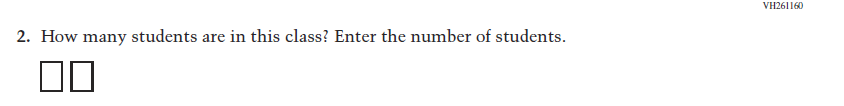 VH261160
2. How many students are in this class? Enter the number of students.